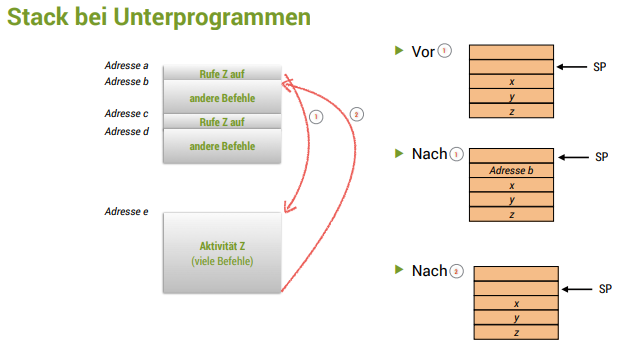 Stack bei Unterprogrammen
Adresse a
Rufe Z auf
Adresse b
andere Befehle
Adresse c
Rufe Z auf
Adresse d
andere Befehle
Adresse e
Aktivität Z
(viele Befehle)
1
2
Vor 1
SP
x
y
z
Nach 1
SP
Adresse b
x
y
z
Nach 2
SP
x
y
z